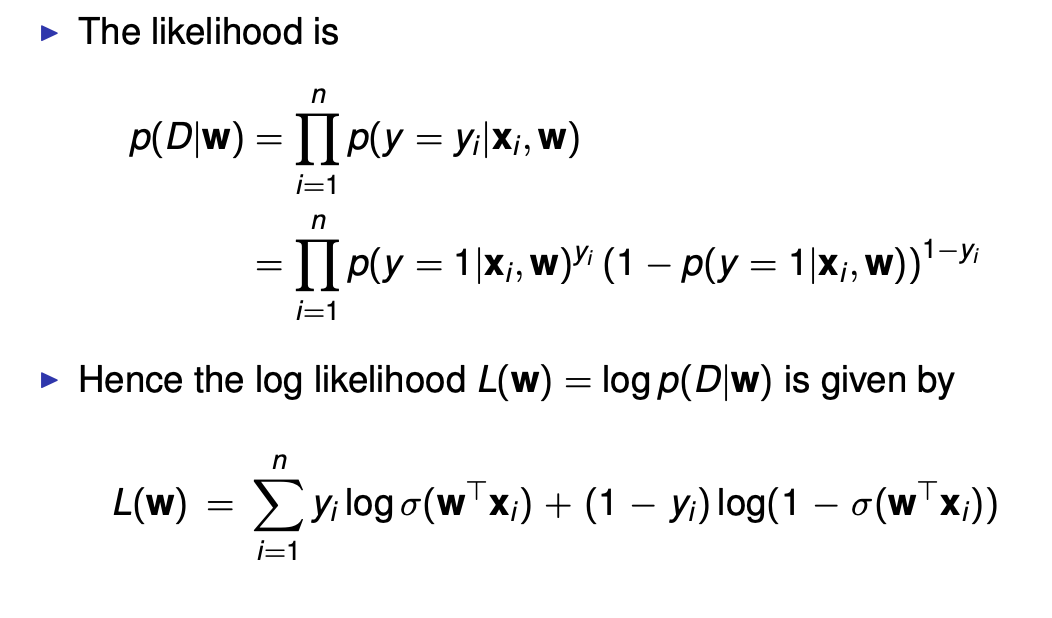 ▶ The likelihood is
p(D|w) = ∏_{i=1}^{n} p(y = y_i|x_i, w)
= ∏_{i=1}^{n} p(y = 1|x_i, w)^{y_i} (1 − p(y = 1|x_i, w))^{1−y_i}
▶ Hence the log likelihood L(w) = log p(D|w) is given by
L(w) = ∑_{i=1}^{n} y_i log σ(w^⊤x_i) + (1 − y_i) log(1 − σ(w^⊤x_i))